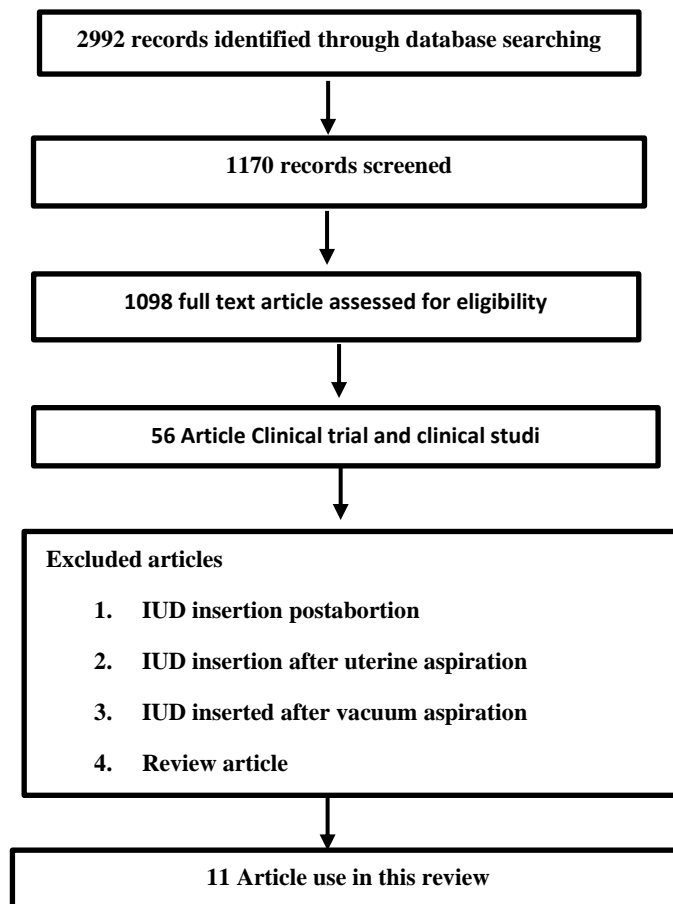 2992 records identified through database searching
1170 records screened
1098 full text article assessed for eligibility
56 Article Clinical trial and clinical studi
Excluded articles
1. IUD insertion postabortion
2. IUD insertion after uterine aspiration
3. IUD inserted after vacuum aspiration
4. Review article
11 Article use in this review